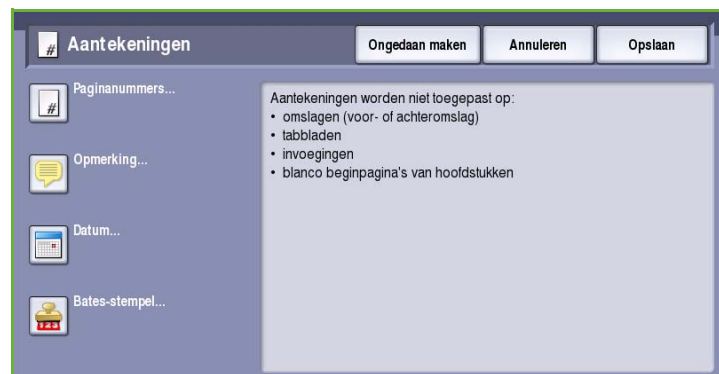 Aantekeningen
Ongedaan maken
Annuleren
Opslaan
Paginanummers...
Opmerking...
Datum...
Bates-stempel...
Aantekeningen worden niet toegepast op:
• omslagen (voor- of achteromslag)
• tabbladen
• invoegingen
• blanco beginpagina's van hoofdstukken